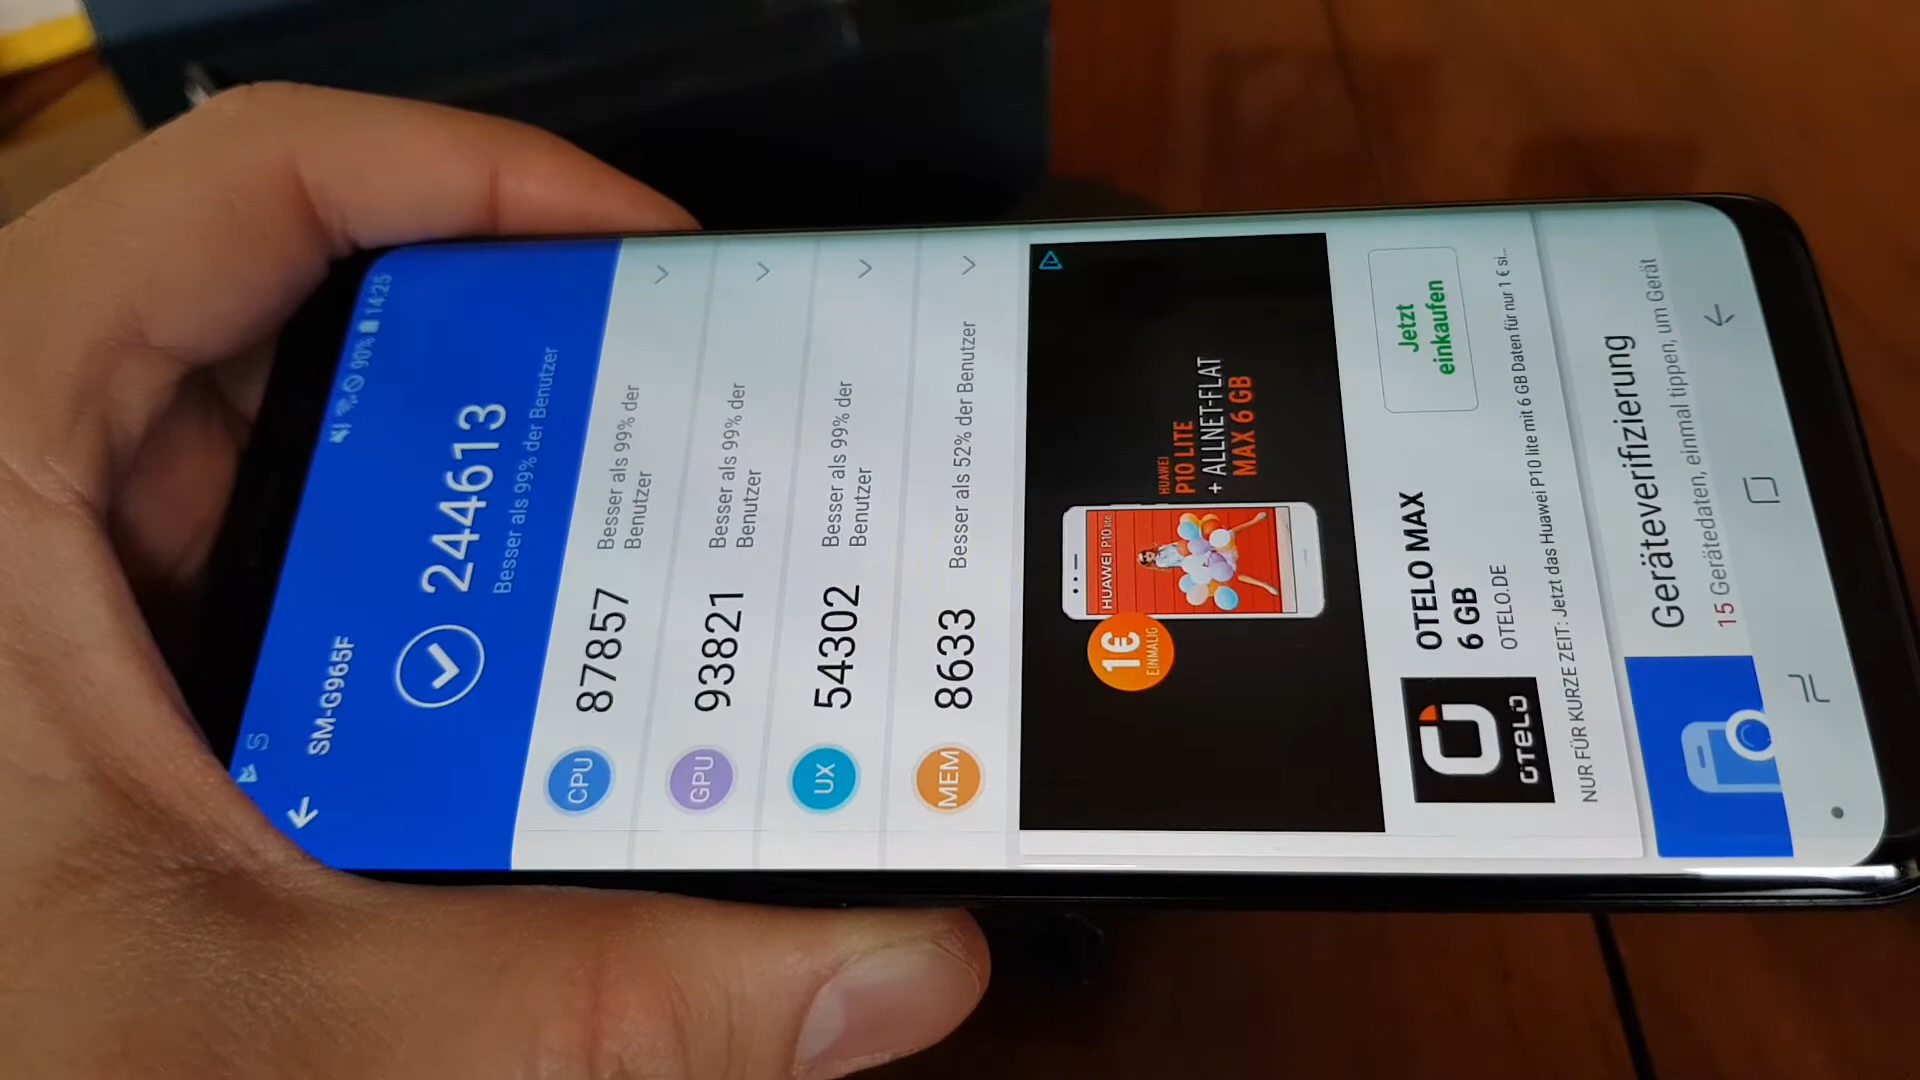 90% 14:25
SM-G965F
244613
Besser als 99% der Benutzer
CPU 87857 Besser als 99% der
Benutzer
GPU 93821 Besser als 99% der
Benutzer
UX 54302 Besser als 99% der
Benutzer
MEM 8633 Besser als 52% der Benutzer
HUAWEI P10 lite
1€
EINMALIG
HUAWEI
P10 LITE
+ ALLNET-FLAT
MAX 6 GB
OTELO
OTELO MAX
6 GB
OTELO.DE
Jetzt
einkaufen
NUR FÜR KURZE ZEIT: Jetzt das Huawei P10 lite mit 6 GB Daten für nur 1 € si...
Geräteverifizierung
15 Gerätedaten, einmal tippen, um Gerät